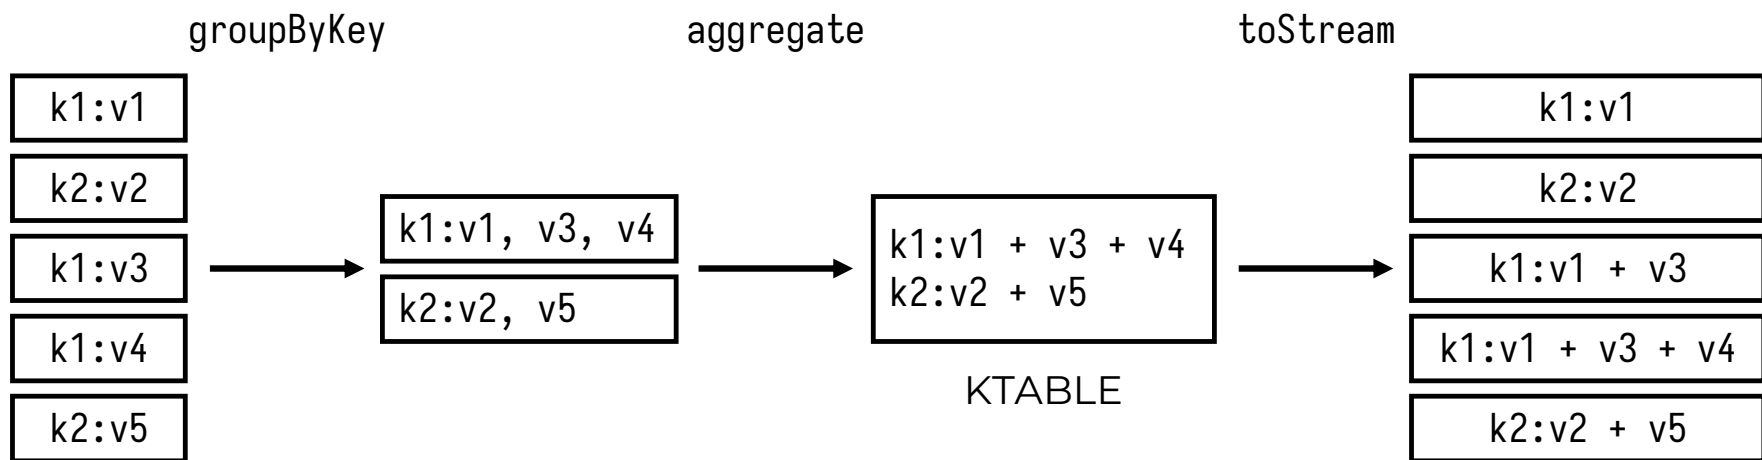 groupByKey
aggregate
toStream
k1:v1
k2:v2
k1:v3
k1:v4
k2:v5
k1:v1, v3, v4
k2:v2, v5
k1:v1 + v3 + v4
k2:v2 + v5
KTABLE
k1:v1
k2:v2
k1:v1 + v3
k1:v1 + v3 + v4
k2:v2 + v5